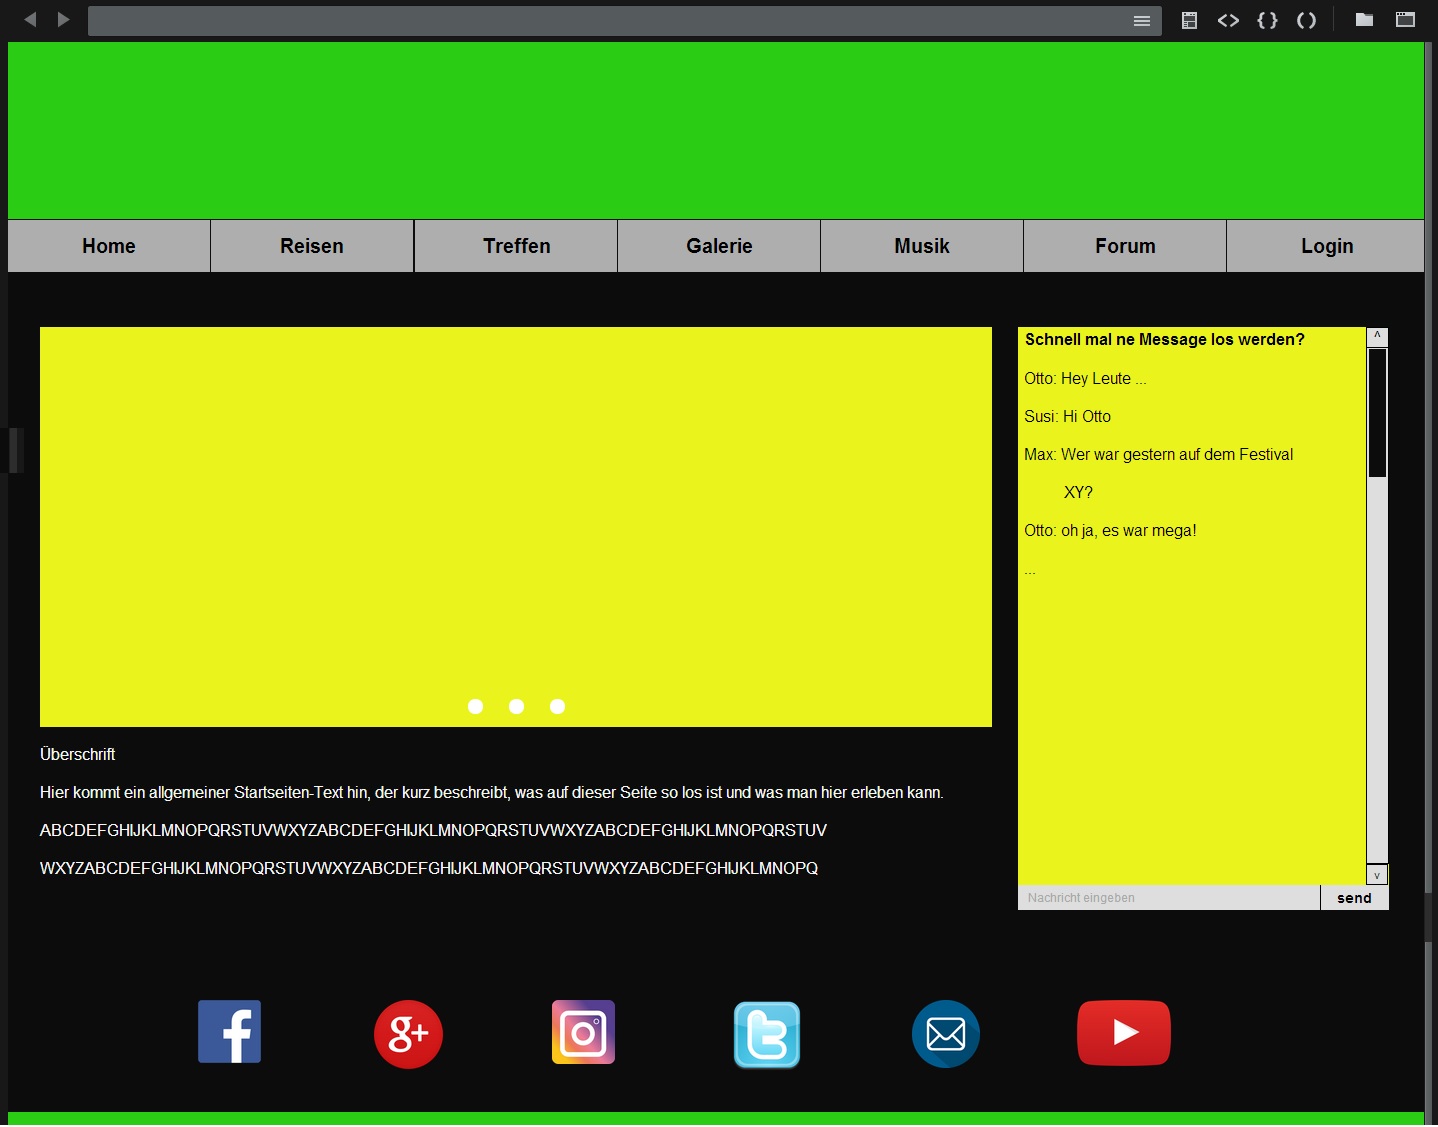 Home Reisen Treffen Galerie Musik Forum Login
Schnell mal ne Message los werden?
Otto: Hey Leute ...
Susi: Hi Otto
Max: Wer war gestern auf dem Festival
XY?
Otto: oh ja, es war mega!
...
Nachricht eingeben send
Überschrift
Hier kommt ein allgemeiner Startseiten-Text hin, der kurz beschreibt, was auf dieser Seite so los ist und was man hier erleben kann.
ABCDEFGHIJKLMNOPQRSTUVWXYZABCDEFGHIJKLMNOPQRSTUVWXYZABCDEFGHIJKLMNOPQRSTUV
WXYZABCDEFGHIJKLMNOPQRSTUVWXYZABCDEFGHIJKLMNOPQRSTUVWXYZABCDEFGHIJKLMNOPQ
f g+ t